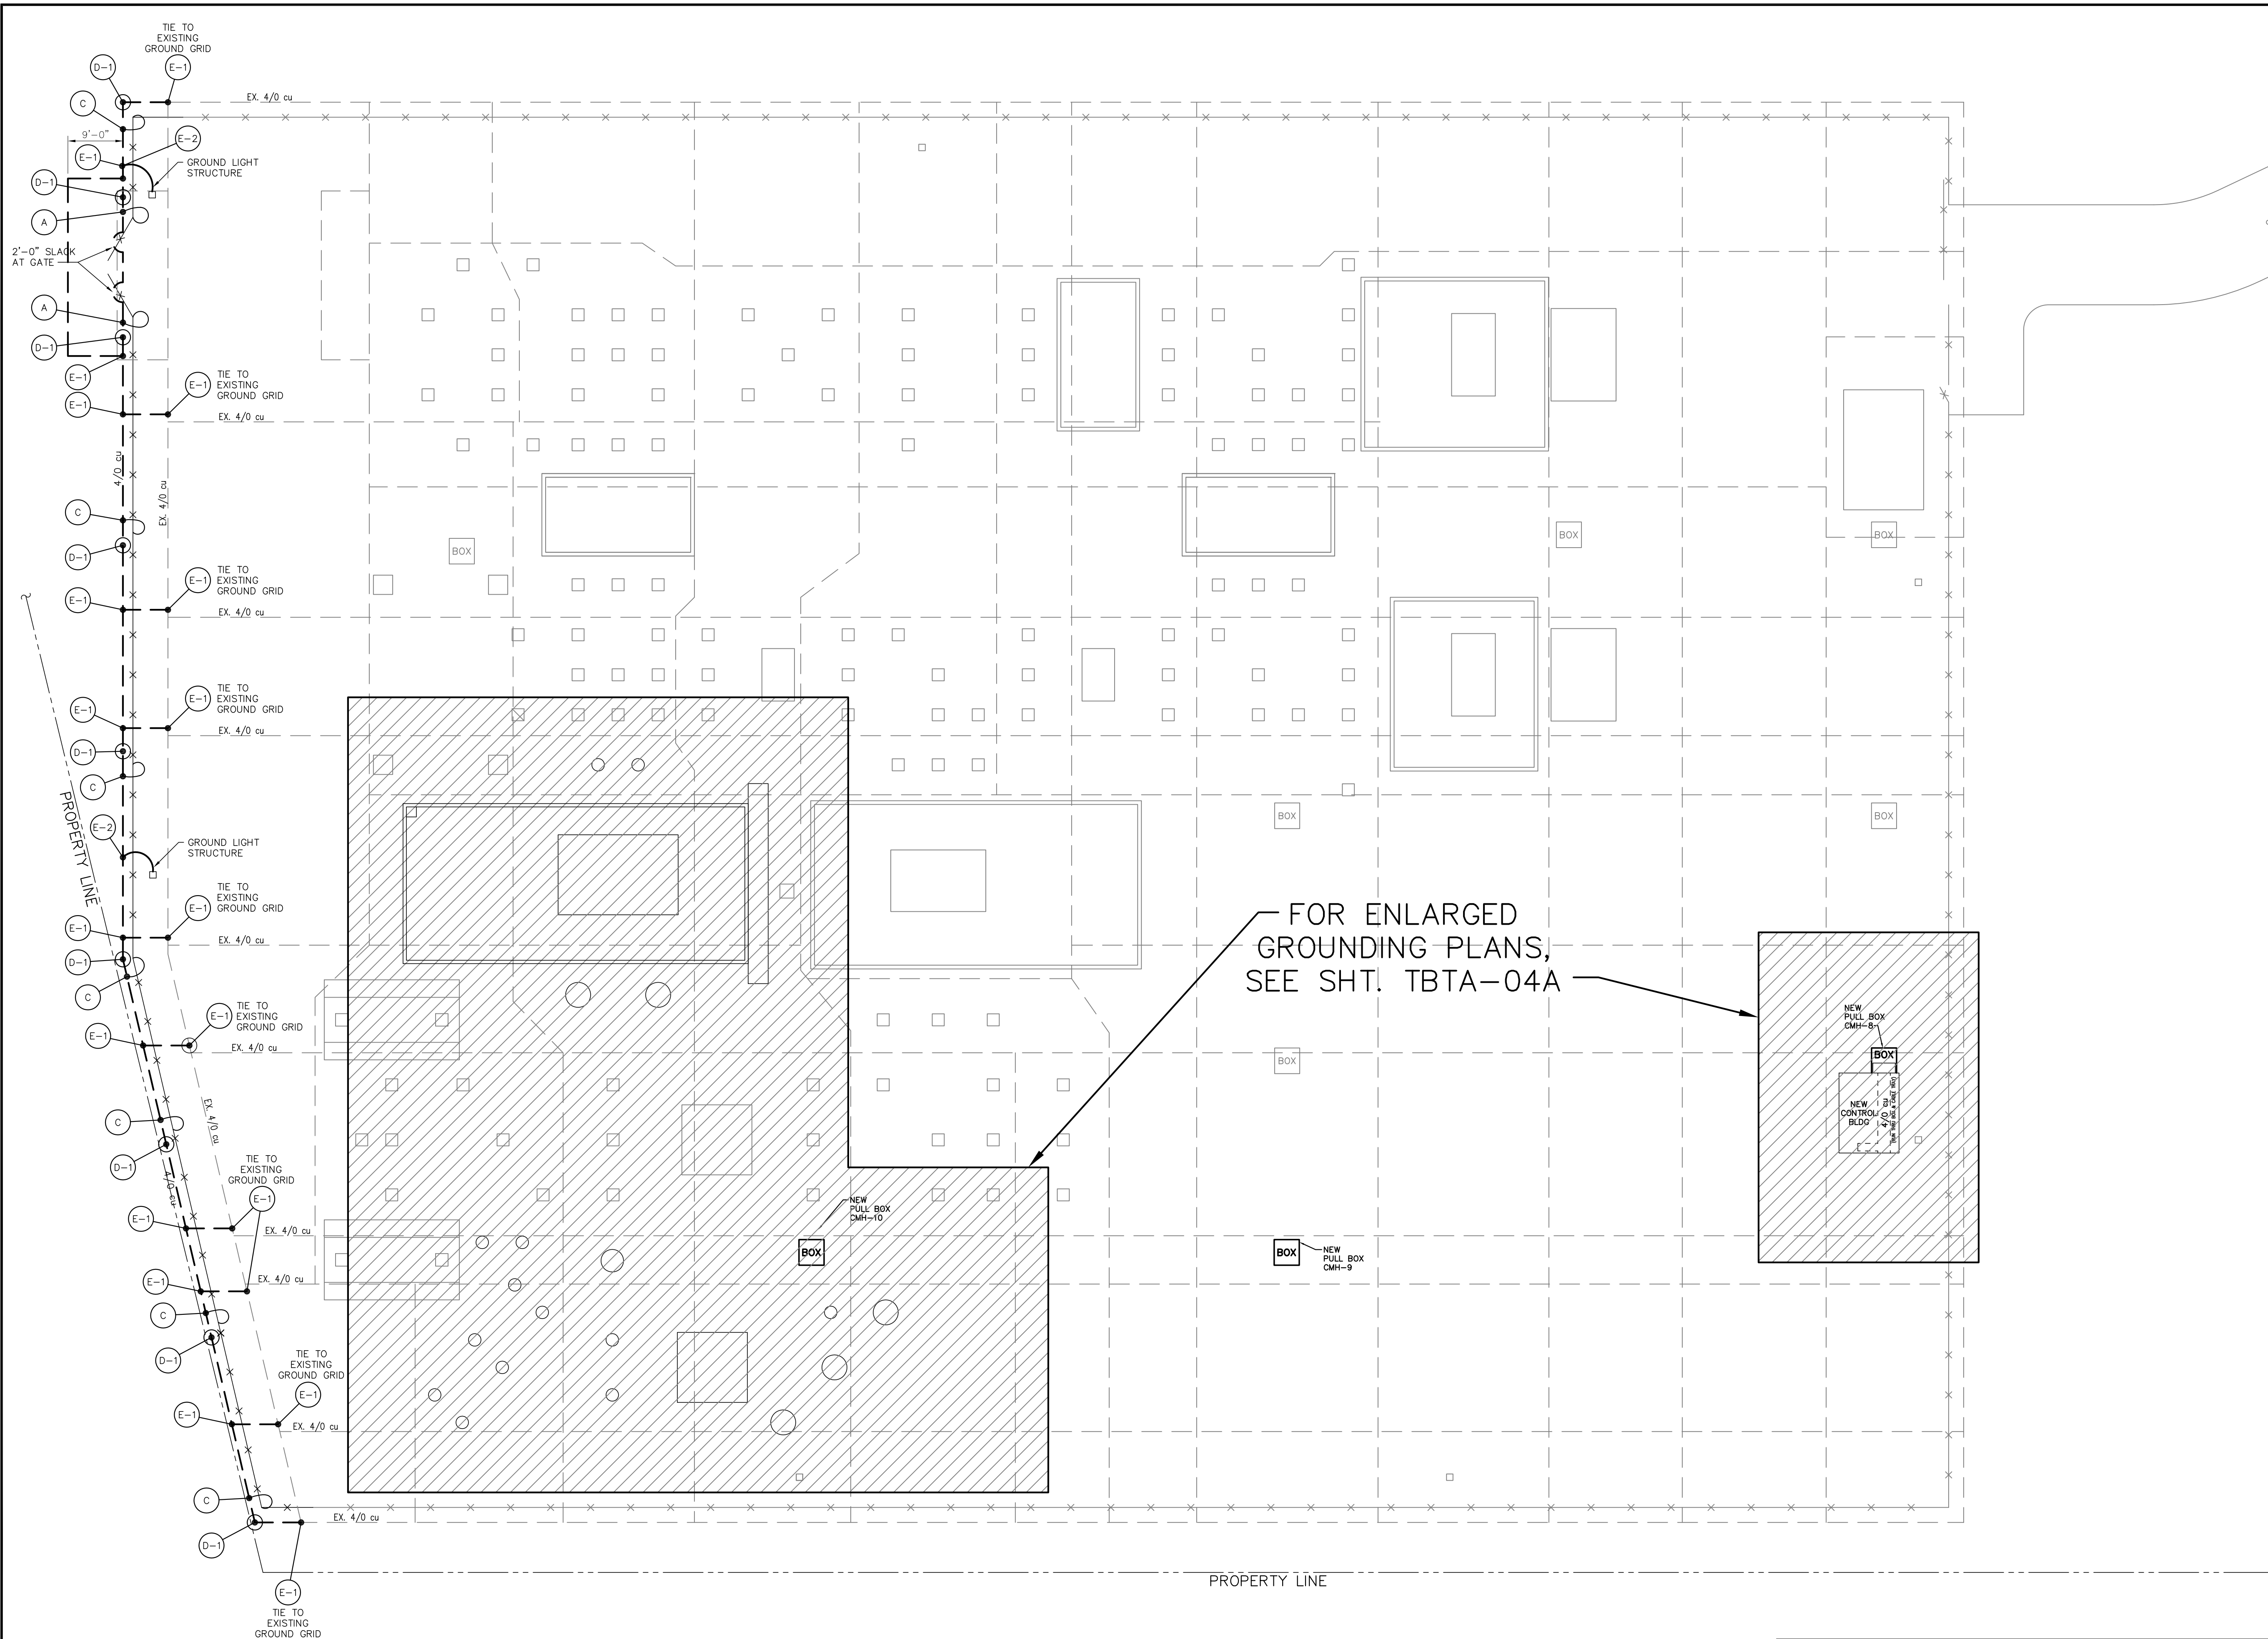 TIE TO
EXISTING
GROUND GRID
D-1
E-1
C
EX. 4/0 cu
9'-0"
E-2
E-1
GROUND LIGHT
STRUCTURE
D-1
A
2'-0" SLACK
AT GATE
A
D-1
E-1
E-1
E-1
TIE TO
EXISTING
GROUND GRID
EX. 4/0 cu
4/0 cu
EX. 4/0 cu
C
D-1
BOX
BOX
BOX
E-1
E-1
TIE TO
EXISTING
GROUND GRID
EX. 4/0 cu
E-1
E-1
TIE TO
EXISTING
GROUND GRID
EX. 4/0 cu
D-1
C
PROPERTY LINE
BOX
BOX
E-2
GROUND LIGHT
STRUCTURE
E-1
E-1
TIE TO
EXISTING
GROUND GRID
EX. 4/0 cu
FOR ENLARGED
GROUNDING PLANS,
SEE SHT. TBTA-04A
D-1
C
E-1
E-1
TIE TO
EXISTING
GROUND GRID
EX. 4/0 cu
BOX
NEW
PULL BOX
CMH-8
BOX
NEW
CONTROL
BLDG
4/0 cu
EX. 4/0 cu
C
D-1
4/0 cu
TIE TO
EXISTING
GROUND GRID
E-1
E-1
EX. 4/0 cu
NEW
PULL BOX
CMH-10
BOX
BOX
NEW
PULL BOX
CMH-9
E-1
EX. 4/0 cu
C
D-1
TIE TO
EXISTING
GROUND GRID
E-1
E-1
EX. 4/0 cu
C
EX. 4/0 cu
D-1
E-1
TIE TO
EXISTING
GROUND GRID
PROPERTY LINE